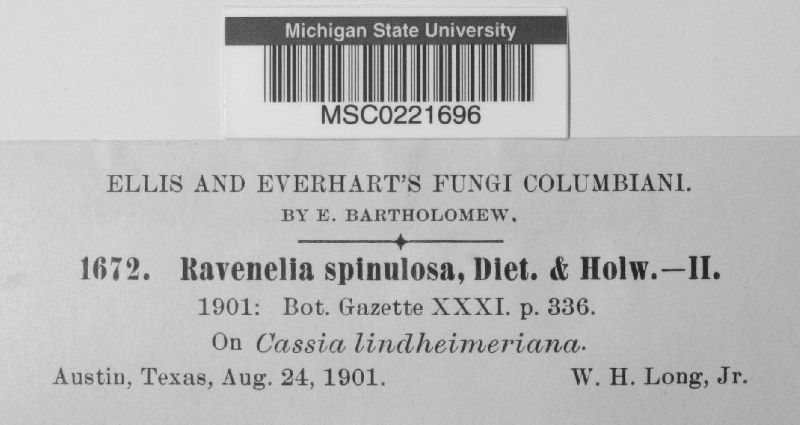 Michigan State University
MSC0221696
ELLIS AND EVERHART'S FUNGI COLUMBIANI.
BY E. BARTHOLOMEW.
1672. Ravenelia spinulosa, Diet. & Holw.—II.
1901: Bot. Gazette XXXI. p. 336.
On Cassia lindheimeriana.
Austin, Texas, Aug. 24, 1901. W. H. Long, Jr.